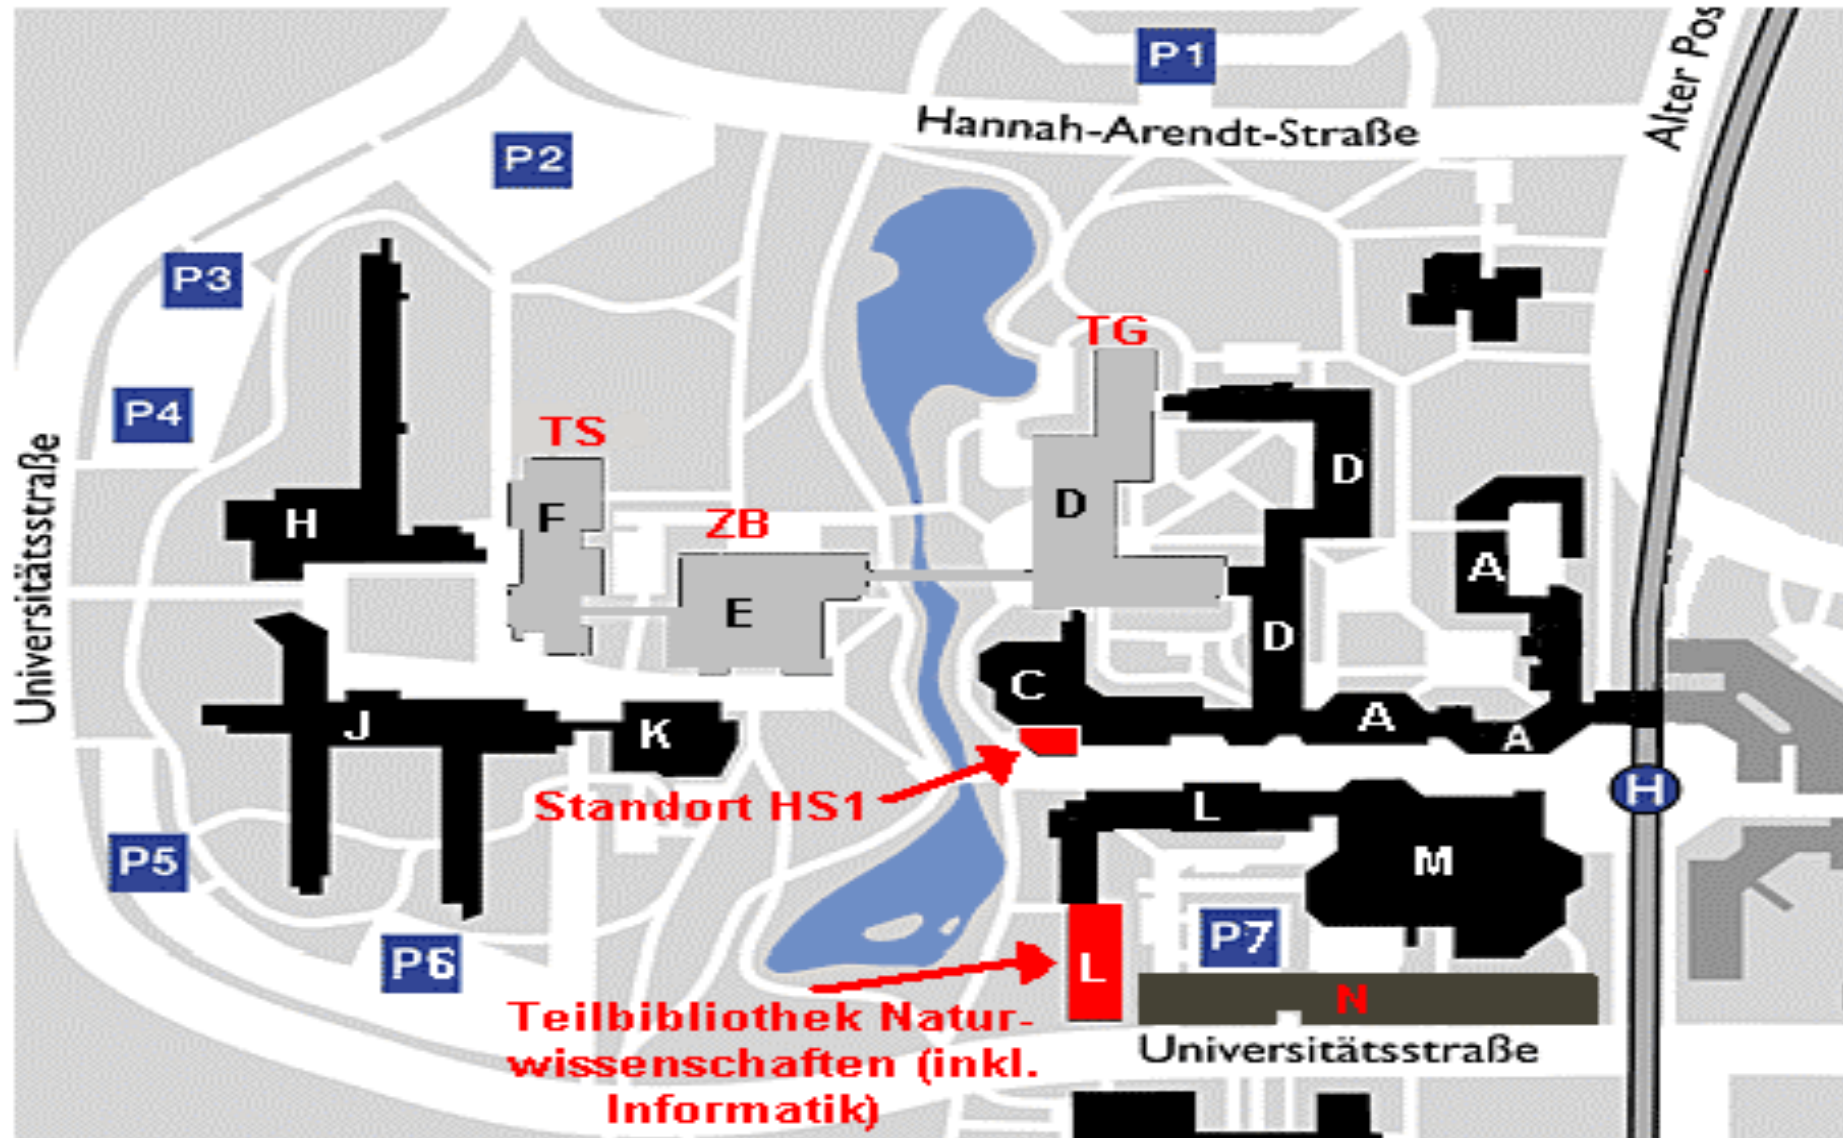 P1
Alter Pos
Hannah-Arendt-Straße
P2
P3
TG
P4
TS
D
ZB
D
F
H
A
Universitätsstraße
E
D
C
A
J
K
A
H
Standort HS1
L
P5
M
P7
P6
L
N
Teilbibliothek Natur-
wissenschaften (inkl.
Informatik)
Universitätsstraße